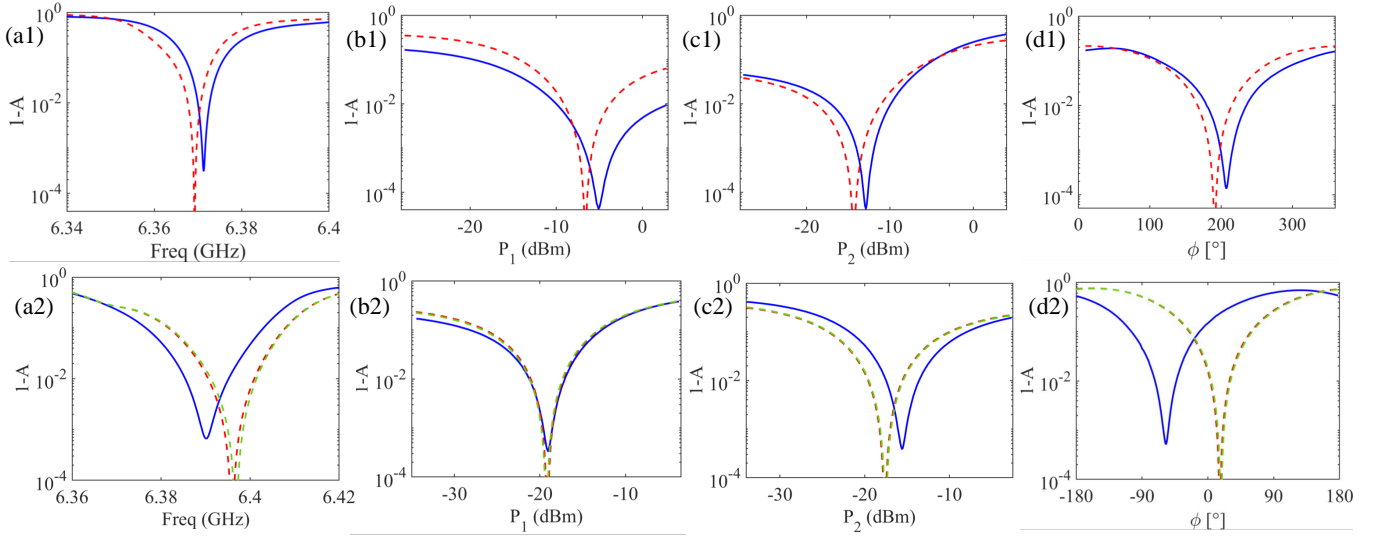 (a1)
1-A
10^0
10^-2
10^-4
6.34 6.36 6.38 6.4
Freq (GHz)
(b1)
1-A
10^0
10^-2
10^-4
-20 -10 0
P_1 (dBm)
(c1)
1-A
10^0
10^-2
10^-4
-20 -10 0
P_2 (dBm)
(d1)
1-A
10^0
10^-2
10^-4
0 100 200 300
ϕ [°]
(a2)
1-A
10^0
10^-2
10^-4
6.36 6.38 6.4 6.42
Freq (GHz)
(b2)
1-A
10^0
10^-2
10^-4
-30 -20 -10
P_1 (dBm)
(c2)
1-A
10^0
10^-2
10^-4
-30 -20 -10
P_2 (dBm)
(d2)
1-A
10^0
10^-2
10^-4
-180 -90 0 90 180
ϕ [°]